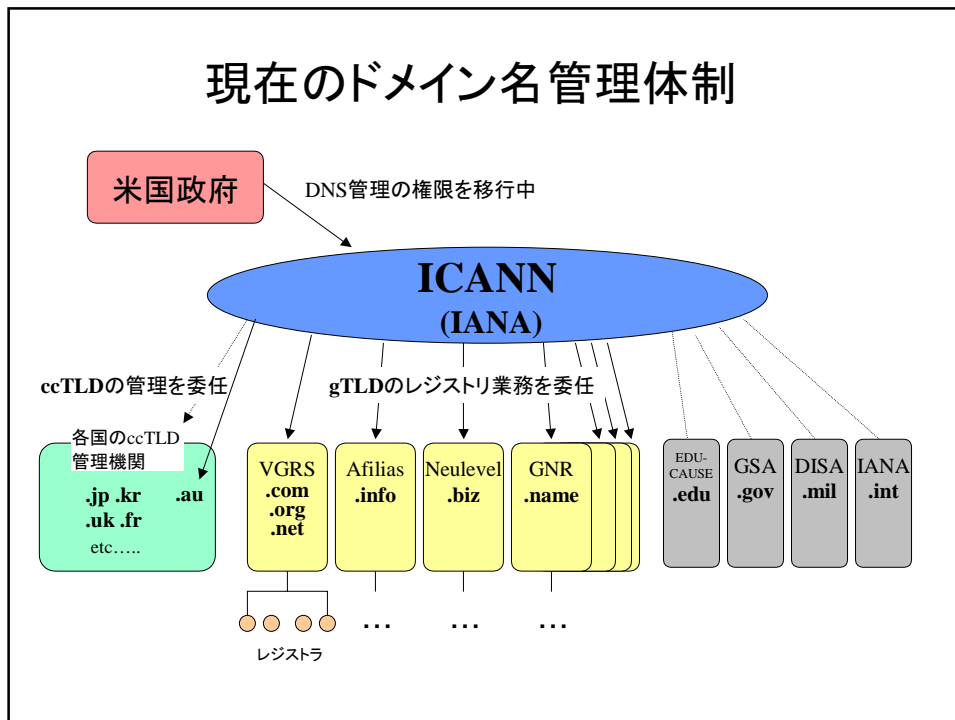 現在のドメイン名管理体制
米国政府
DNS管理の権限を移行中
ICANN
(IANA)
ccTLDの管理を委任
gTLDのレジストリ業務を委任
各国のccTLD
管理機関
.jp .kr
.au
.uk .fr
etc…..
VGRS
.com
.org
.net
Afilias
.info
Neulevel
.biz
GNR
.name
EDU-
CAUSE
.edu
GSA
.gov
DISA
.mil
IANA
.int
…
…
…
レジストラ